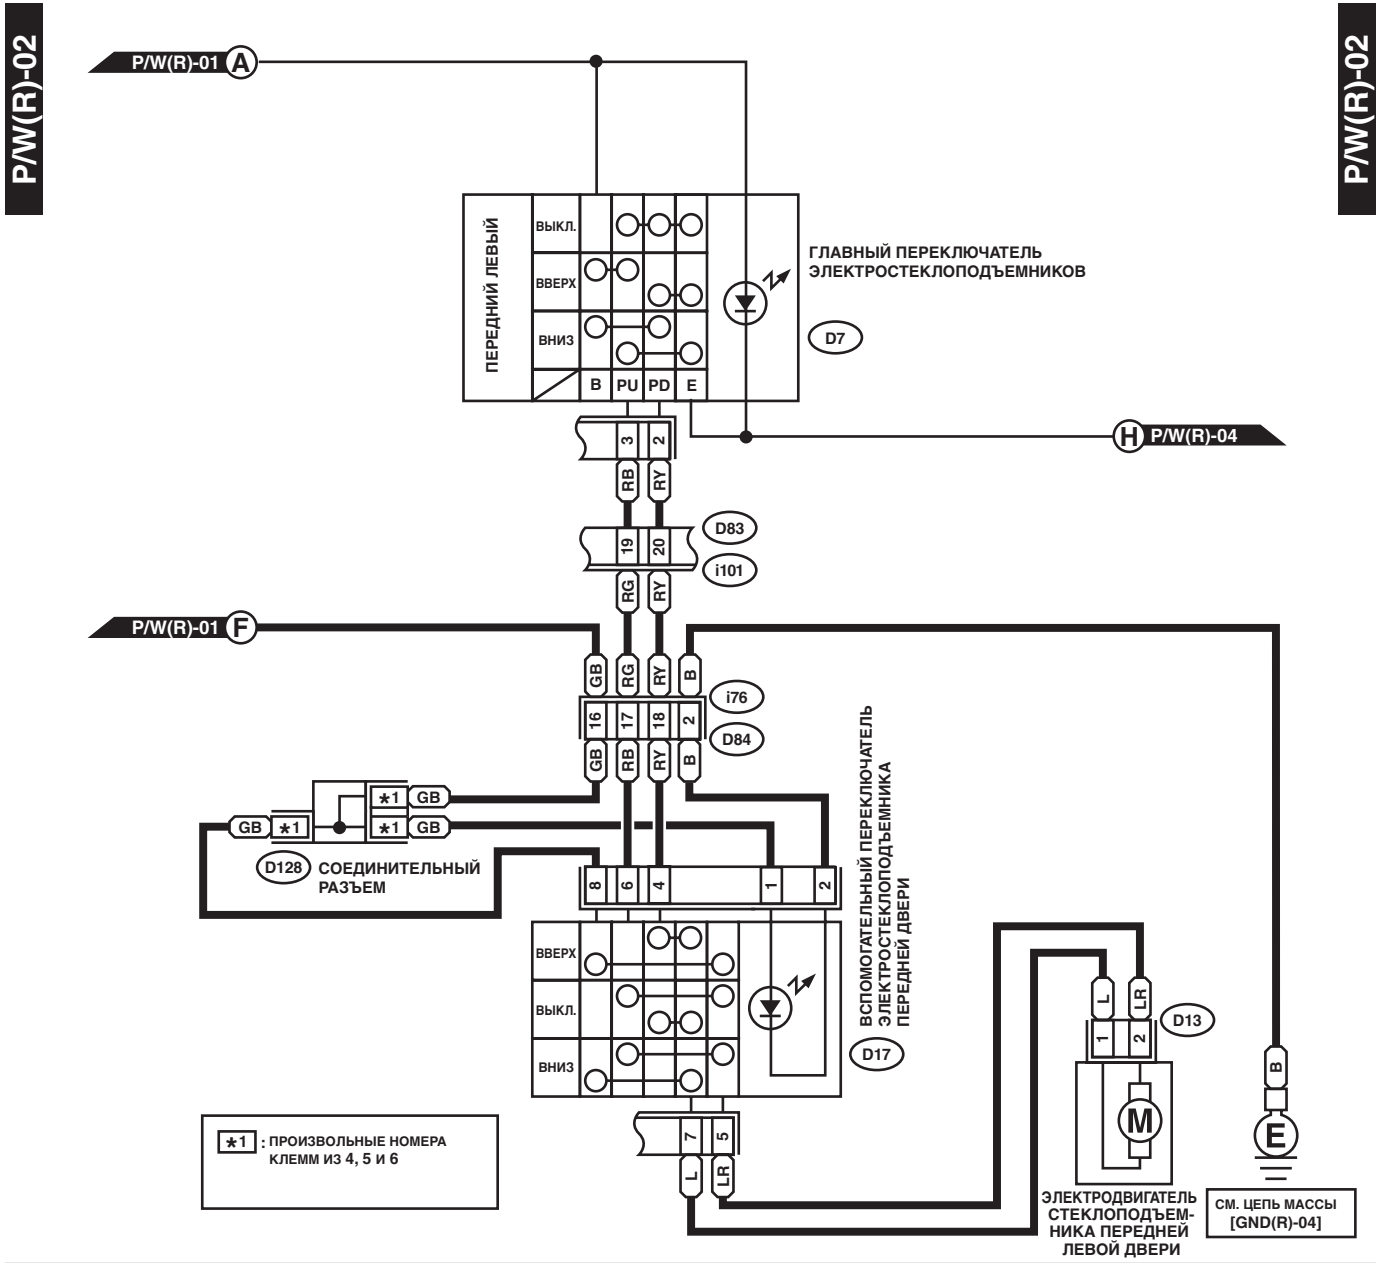 P/W(R)-02
P/W(R)-02
P/W(R)-01 A
ПЕРЕДНИЙ ЛЕВЫЙ
ВЫКЛ.
ВВЕРХ
ВНИЗ
B PU PD E
ГЛАВНЫЙ ПЕРЕКЛЮЧАТЕЛЬ
ЭЛЕКТРОСТЕКЛОПОДЪЕМНИКОВ
D7
3 2
H P/W(R)-04
RB RY
D83
19 20
i101
RG RY
P/W(R)-01 F
GB RG RY B
i76
16 17 18 2
D84
GB RB RY B
*1 GB
GB *1
*1 GB
D128 СОЕДИНИТЕЛЬНЫЙ
РАЗЪЕМ
8 6 4 1 2
ВСПОМОГАТЕЛЬНЫЙ ПЕРЕКЛЮЧАТЕЛЬ
ЭЛЕКТРОСТЕКЛОПОДЪЕМНИКА
ПЕРЕДНЕЙ ДВЕРИ
ВВЕРХ
ВЫКЛ.
ВНИЗ
D17
7 5
L LR
L LR
D13
1 2
M
ЭЛЕКТРОДВИГАТЕЛЬ
СТЕКЛОПОДЪЕМ-
НИКА ПЕРЕДНЕЙ
ЛЕВОЙ ДВЕРИ
B
E
СМ. ЦЕПЬ МАССЫ
[GND(R)-04]
*1 : ПРОИЗВОЛЬНЫЕ НОМЕРА
КЛЕММ ИЗ 4, 5 И 6